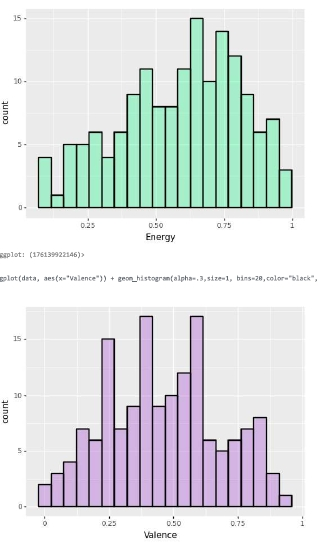 15
10
5
0
count
0.25 0.50 0.75 1
Energy
ggplot: (176139922146)>
gplot(data, aes(x="Valence")) + geom_histogram(alpha=.3,size=1, bins=20,color="black",
15
10
5
0
count
0 0.25 0.50 0.75 1
Valence